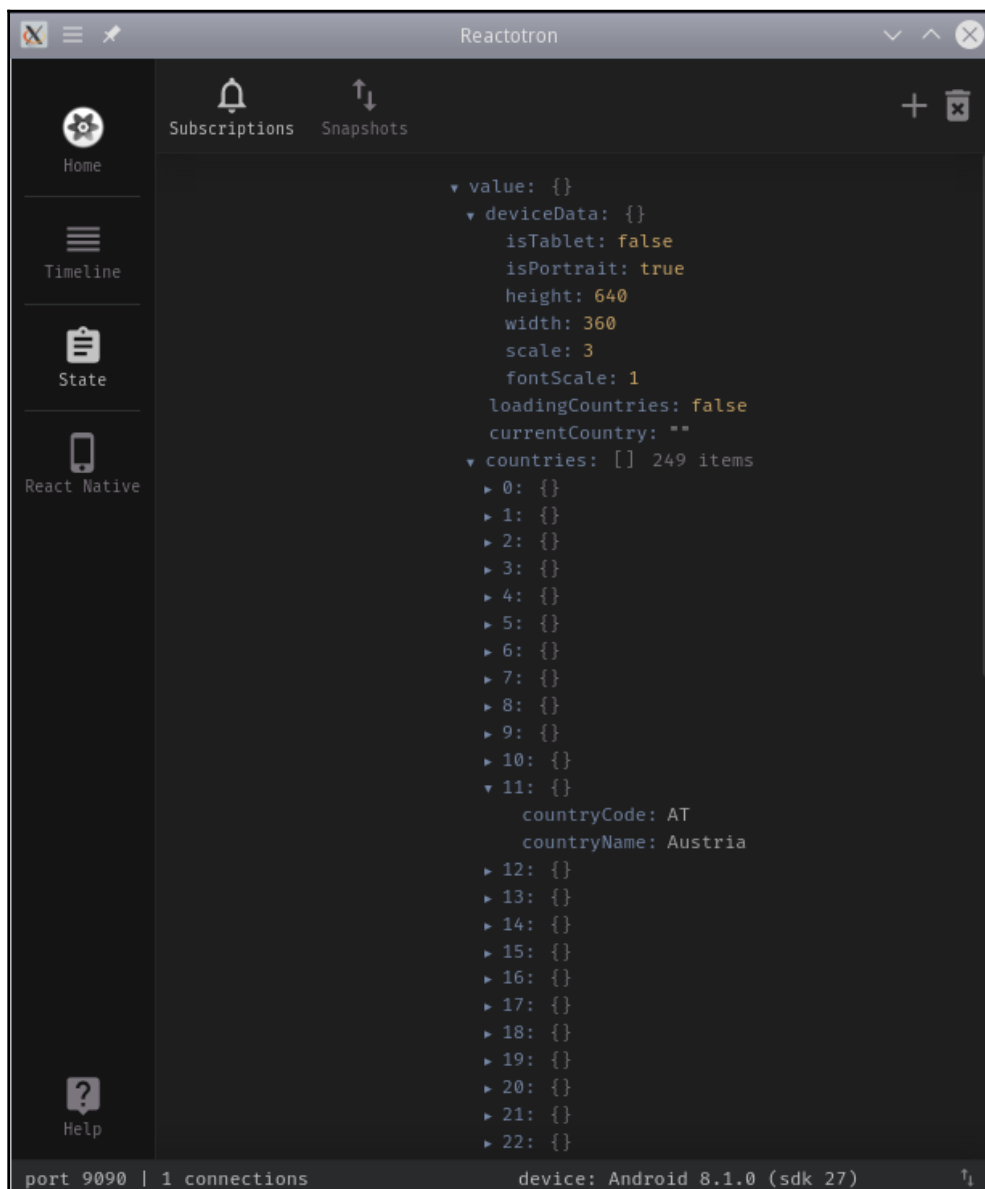 Reactotron
Subscriptions
Snapshots
Home
Timeline
State
React Native
Help
▾ value: {}
▾ deviceData: {}
isTablet: false
isPortrait: true
height: 640
width: 360
scale: 3
fontScale: 1
loadingCountries: false
currentCountry: ""
▾ countries: [] 249 items
▸ 0: {}
▸ 1: {}
▸ 2: {}
▸ 3: {}
▸ 4: {}
▸ 5: {}
▸ 6: {}
▸ 7: {}
▸ 8: {}
▸ 9: {}
▸ 10: {}
▾ 11: {}
countryCode: AT
countryName: Austria
▸ 12: {}
▸ 13: {}
▸ 14: {}
▸ 15: {}
▸ 16: {}
▸ 17: {}
▸ 18: {}
▸ 19: {}
▸ 20: {}
▸ 21: {}
▸ 22: {}
port 9090 | 1 connections
device: Android 8.1.0 (sdk 27)